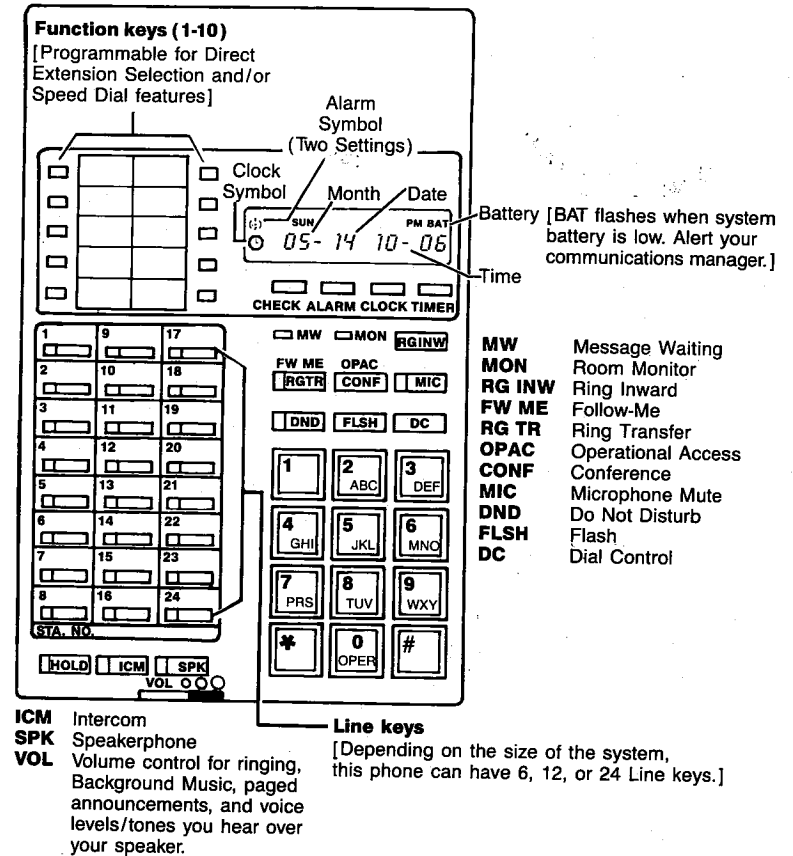 Function keys (1-10)
[Programmable for Direct
Extension Selection and/or
Speed Dial features]
Alarm
Symbol
(Two Settings)
Clock
Symbol
Month
Date
SUN
PM BAT
05- 14 10- 06
Battery [BAT flashes when system
battery is low. Alert your
communications manager.]
Time
CHECK ALARM CLOCK TIMER
1 9 17
2 10 18
3 11 19
4 12 20
5 13 21
6 14 22
7 15 23
8 16 24
STA. NO.
MW MON RGINW
FW ME OPAC
RGTR CONF MIC
DND FLSH DC
1 2 ABC 3 DEF
4 GHI 5 JKL 6 MNO
7 PRS 8 TUV 9 WXY
* 0 OPER #
HOLD ICM SPK
VOL
MW Message Waiting
MON Room Monitor
RG INW Ring Inward
FW ME Follow-Me
RG TR Ring Transfer
OPAC Operational Access
CONF Conference
MIC Microphone Mute
DND Do Not Disturb
FLSH Flash
DC Dial Control
ICM Intercom
SPK Speakerphone
VOL Volume control for ringing,
Background Music, paged
announcements, and voice
levels/tones you hear over
your speaker.
Line keys
[Depending on the size of the system,
this phone can have 6, 12, or 24 Line keys.]